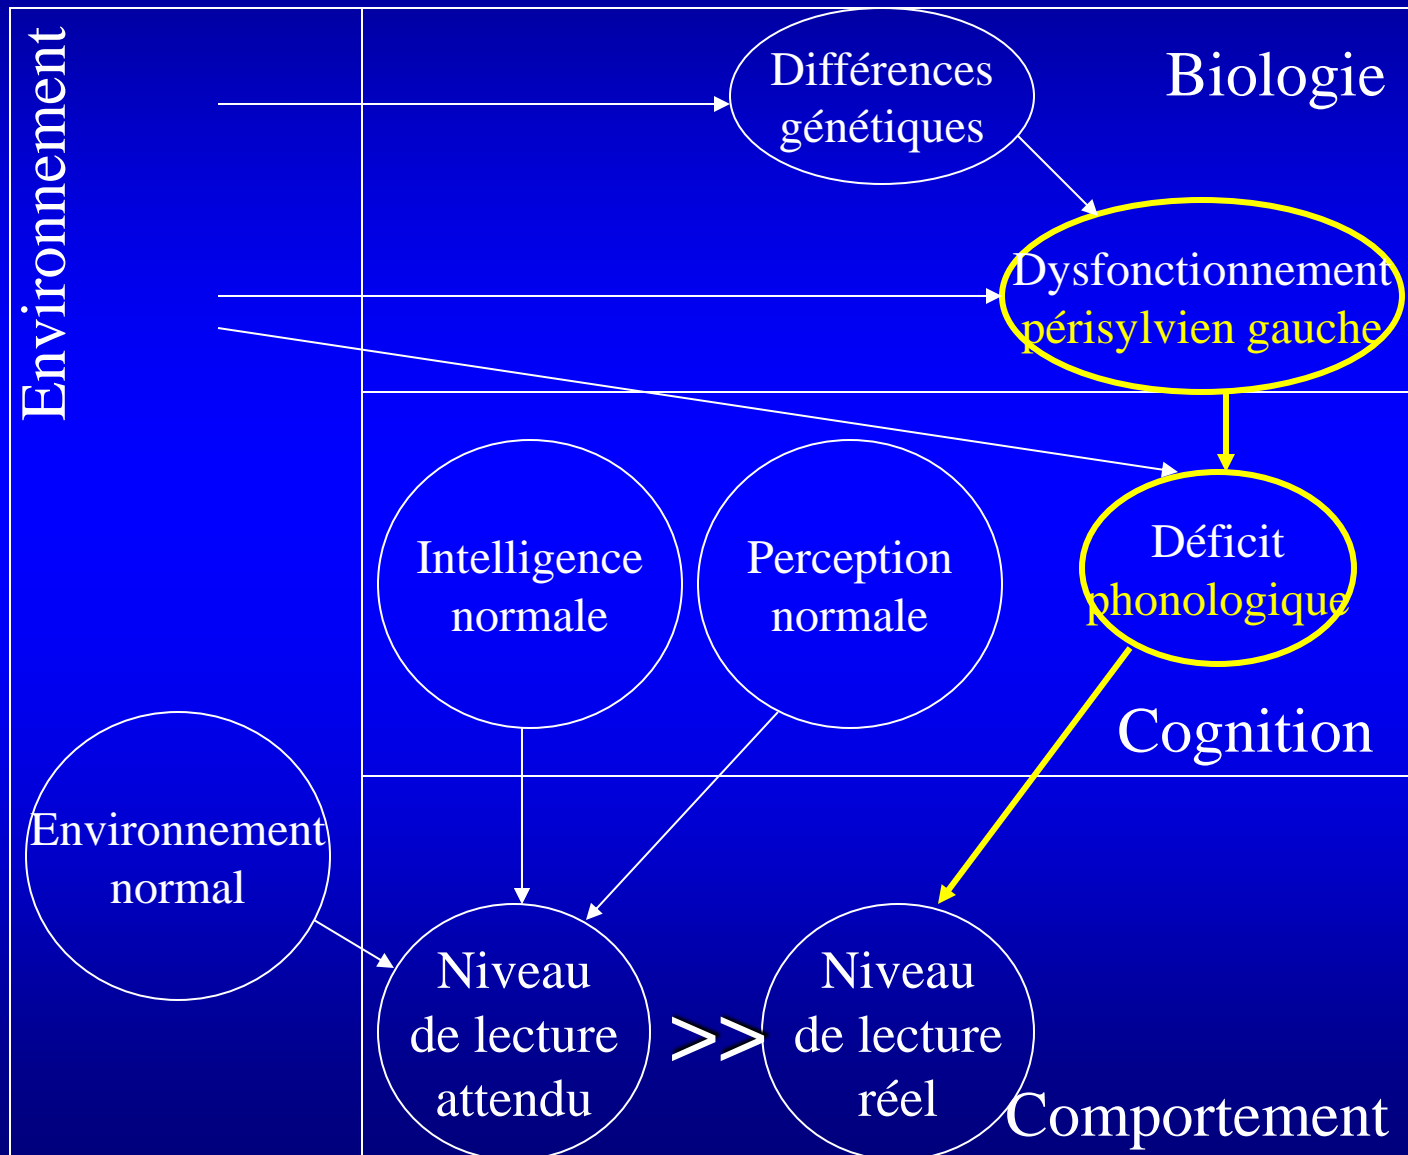 Environnement
Différences
génétiques
Biologie
Dysfonctionnement
périsylvien gauche
Intelligence
normale
Perception
normale
Déficit
phonologique
Cognition
Environnement
normal
Niveau
de lecture
attendu
>>
Niveau
de lecture
réel
Comportement